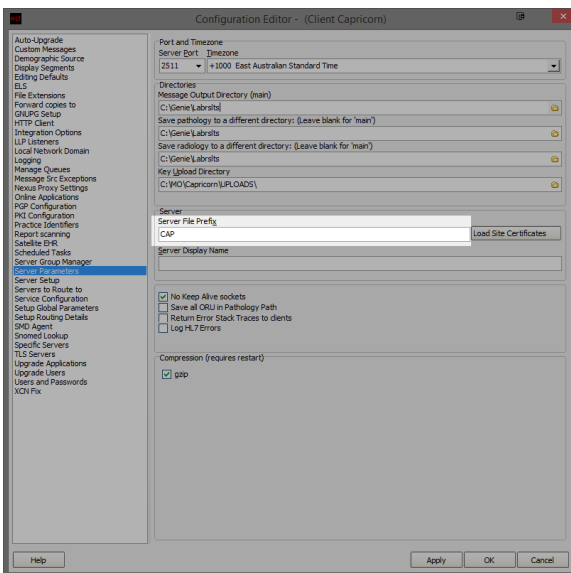 Configuration Editor - (Client Capricorn)
Auto-Upgrade
Custom Messages
Demographic Source
Display Segments
Editing Defaults
ELS
File Extensions
Forward copies to
GNUPG Setup
HTTP Client
Integration Options
LLP Listeners
Local Network Domain
Logging
Manage Queues
Message Src Exceptions
Nexus Proxy Settings
Online Applications
PGP Configuration
PKI Configuration
Practice Identifiers
Report scanning
Satellite EHR
Scheduled Tasks
Server Group Manager
Server Parameters
Server Setup
Servers to Route to
Service Configuration
Setup Global Parameters
Setup Routing Details
SMD Agent
Snomed Lookup
Specific Servers
TLS Servers
Upgrade Applications
Upgrade Users
Users and Passwords
XCN Fix
Port and Timezone
Server Port Timezone
2511 +1000 East Australian Standard Time
Directories
Message Output Directory (main)
C:\Genie\Labrslts
Save pathology to a different directory: (Leave blank for 'main')
C:\Genie\Labrslts
Save radiology to a different directory: (Leave blank for 'main')
C:\Genie\Labrslts
Key Upload Directory
C:\MO\Capricorn\UPLOADS\
Server
Server File Prefix
CAP Load Site Certificates
Server Display Name
No Keep Alive sockets
Save all ORU in Pathology Path
Return Error Stack Traces to clients
Log HL7 Errors
Compression (requires restart)
gzip
Help Apply OK Cancel